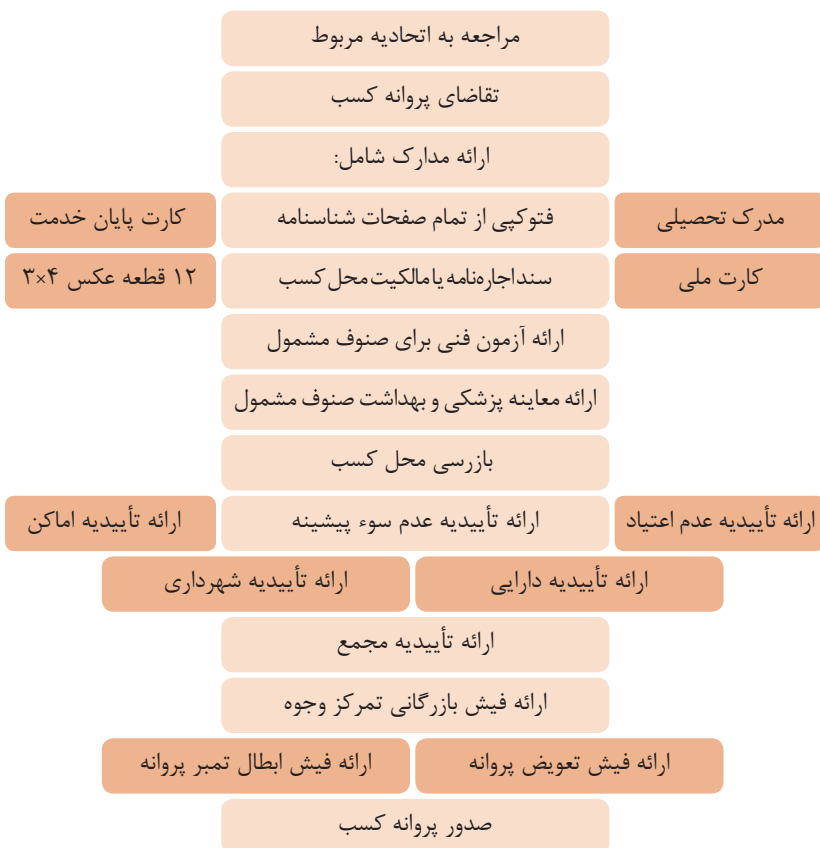 مراجعه به اتحادیه مربوط
تقاضای پروانه کسب
ارائه مدارک شامل:
مدرک تحصیلی
فتوکپی از تمام صفحات شناسنامه
کارت پایان خدمت
کارت ملی
سند اجاره‌نامه یا مالکیت محل کسب
۱۲ قطعه عکس ۴×۳
ارائه آزمون فنی برای صنوف مشمول
ارائه معاینه پزشکی و بهداشت صنوف مشمول
بازرسی محل کسب
ارائه تأییدیه عدم اعتیاد
ارائه تأییدیه عدم سوء پیشینه
ارائه تأییدیه اماکن
ارائه تأییدیه دارایی
ارائه تأییدیه شهرداری
ارائه تأییدیه مجمع
ارائه فیش بازرگانی تمرکز وجوه
ارائه فیش تعویض پروانه
ارائه فیش ابطال تمبر پروانه
صدور پروانه کسب